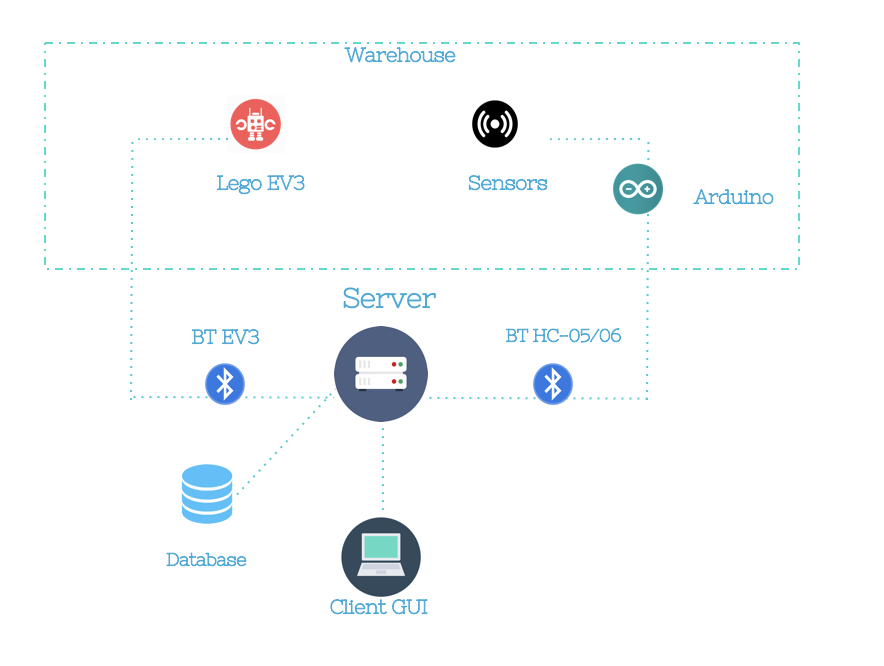 Warehouse
Lego EV3
Sensors
Arduino
Server
BT EV3
BT HC-05/06
Database
Client GUI